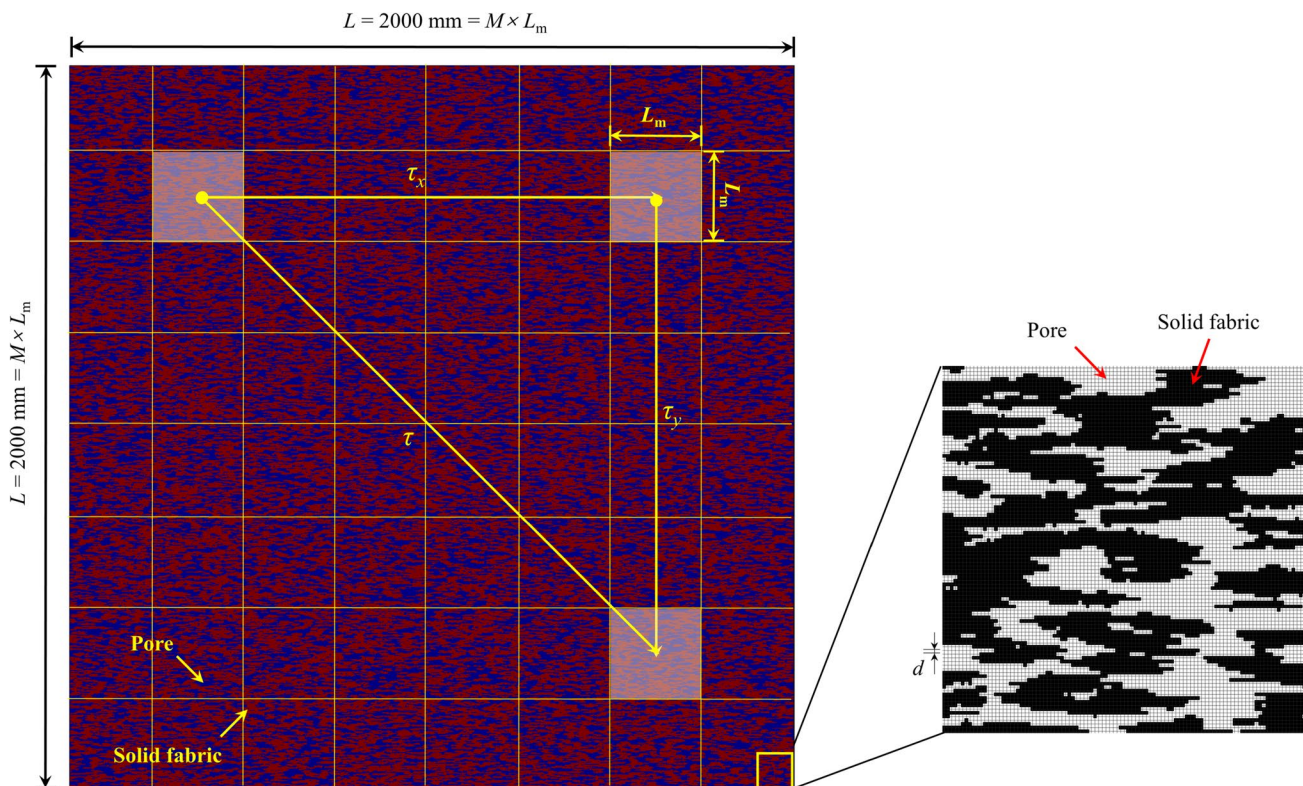 L = 2000 mm = M × Lm
L = 2000 mm = M × Lm
Lm
Lm
τx
τy
τ
Pore
Solid fabric
Pore
Solid fabric
d